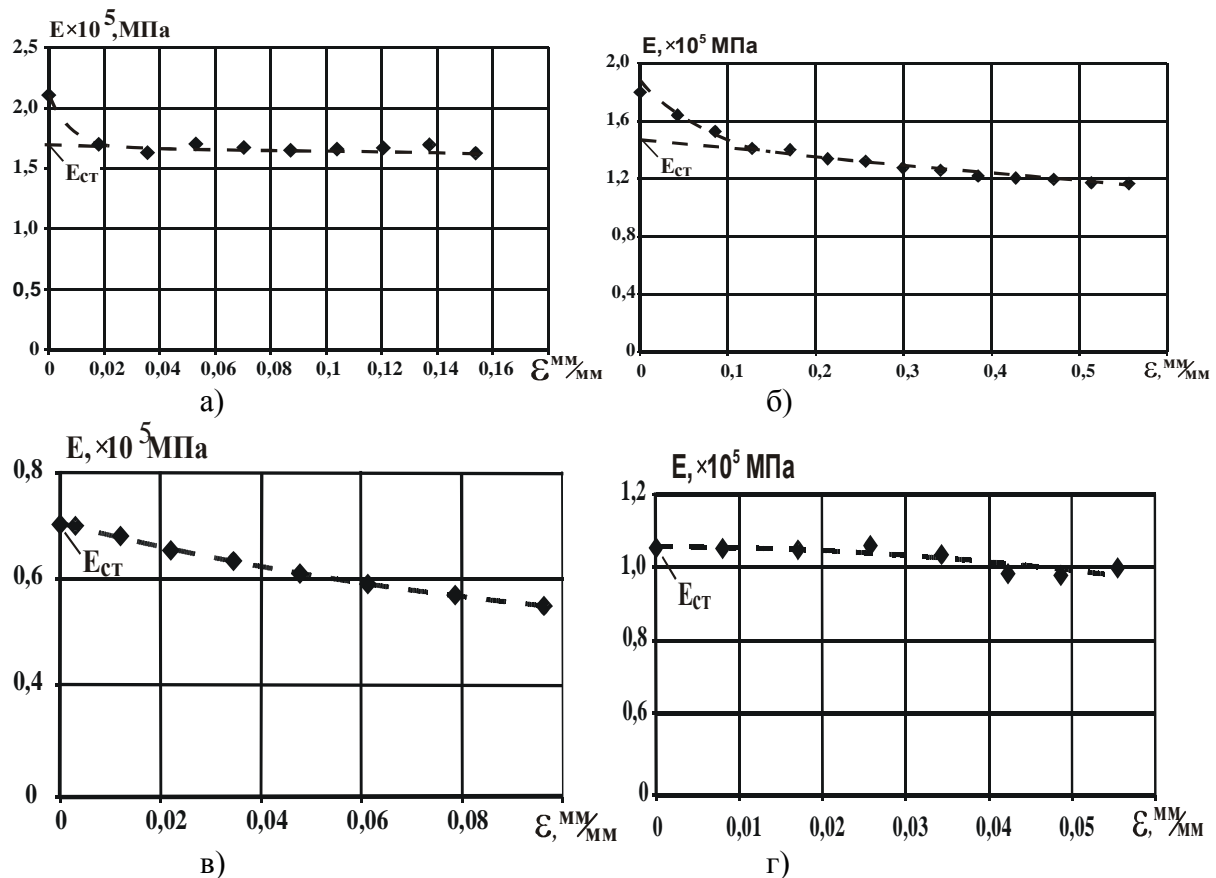 E×10⁵,МПа
2,5
2,0
1,5
1,0
0,5
0
Eст
0 0,02 0,04 0,06 0,08 0,1 0,12 0,14 0,16 ℰ мм/мм
а)
E, ×10⁵ МПа
2,0
1,6
1,2
0,8
0,4
0
Eст
0 0,1 0,2 0,3 0,4 0,5 ℰ, мм/мм
б)
E, ×10⁵ МПа
0,8
0,6
0,4
0
Eст
0 0,02 0,04 0,06 0,08 ℰ, мм/мм
в)
E, ×10⁵ МПа
1,2
1,0
0,8
0,6
0
Eст
0 0,01 0,02 0,03 0,04 0,05 ℰ, мм/мм
г)